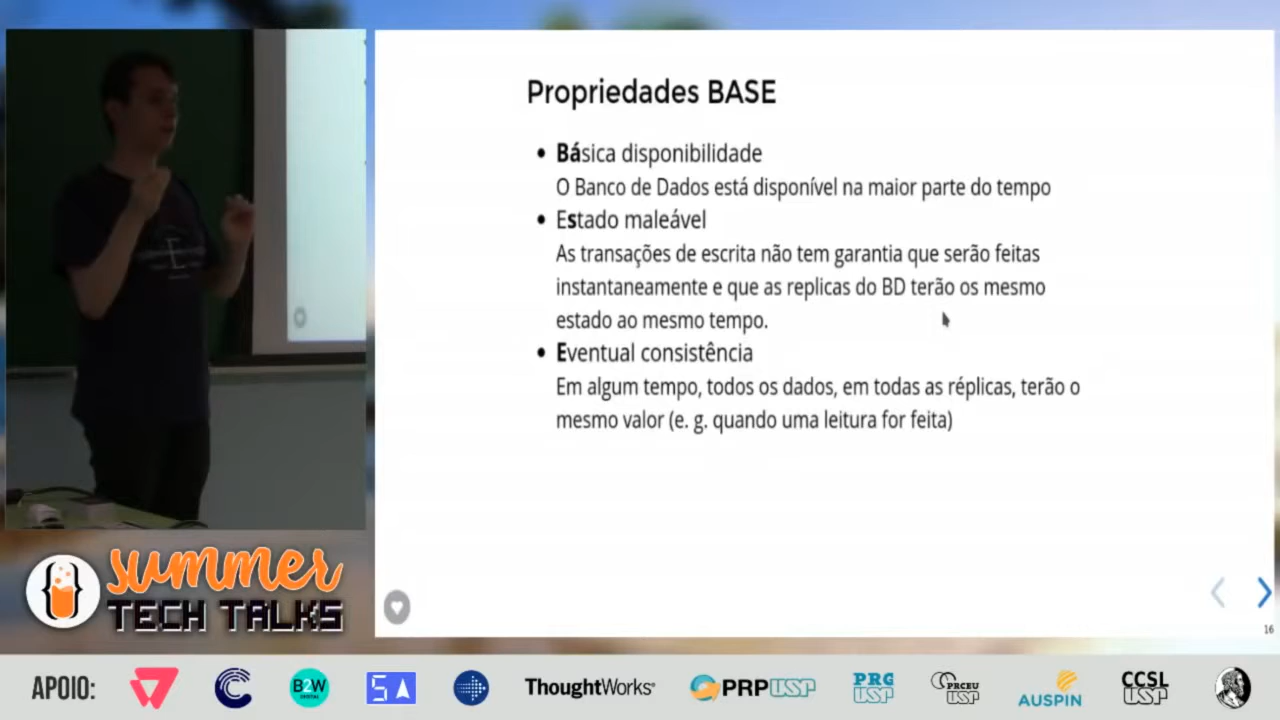 Propriedades BASE
• Básica disponibilidade
O Banco de Dados está disponível na maior parte do tempo
• Estado maleável
As transações de escrita não tem garantia que serão feitas
instantaneamente e que as replicas do BD terão os mesmo
estado ao mesmo tempo.
• Eventual consistência
Em algum tempo, todos os dados, em todas as réplicas, terão o
mesmo valor (e. g. quando uma leitura for feita)
16
summer
TECH TALKS
APOIO:
B2W
DIGITAL
ThoughtWorks
PRPUSP
PRG
USP
PRCEU
USP
AUSPIN
CCSL
USP